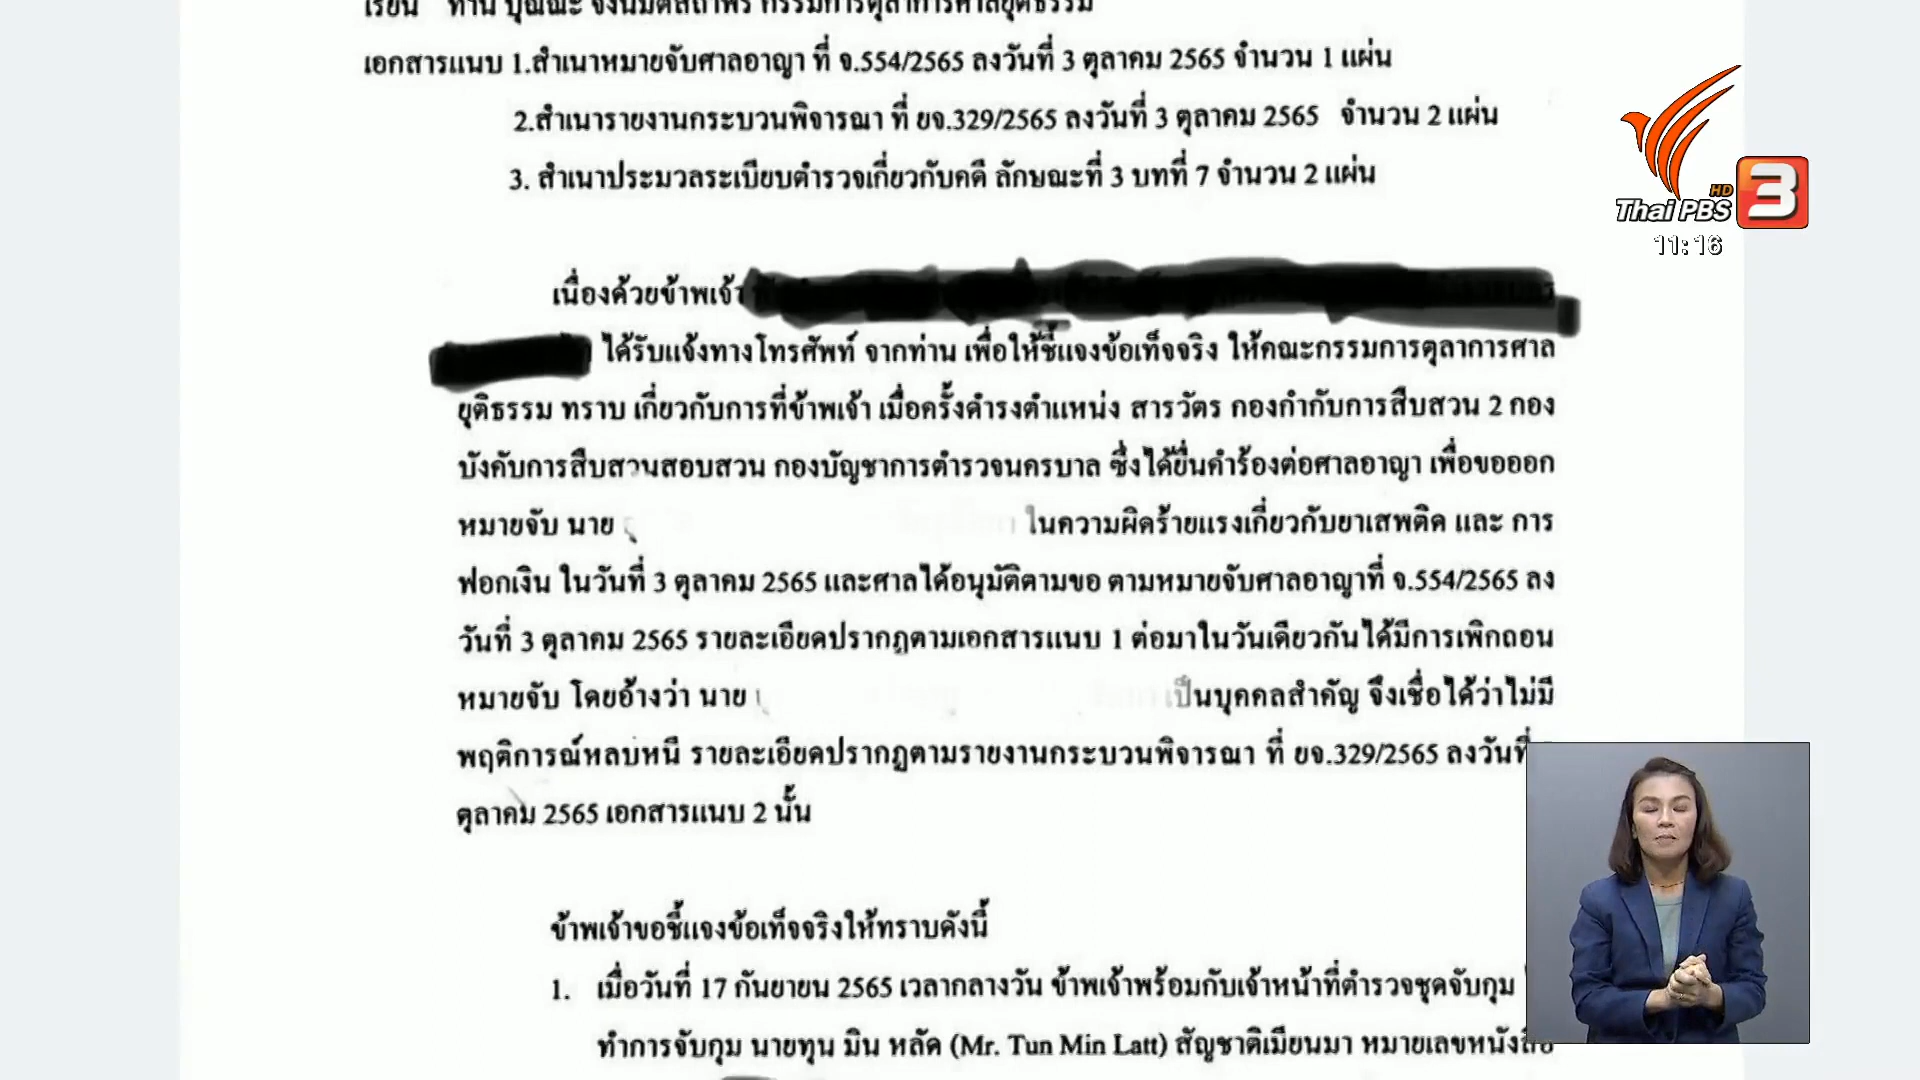 เอกสารแนบ 1.สำเนาหมายจับศาลอาญา ที่ จ.554/2565 ลงวันที่ 3 ตุลาคม 2565 จำนวน 1 แผ่น
2.สำเนารายงานกระบวนพิจารณา ที่ ยจ.329/2565 ลงวันที่ 3 ตุลาคม 2565 จำนวน 2 แผ่น
3. สำเนาประมวลระเบียบตำรวจเกี่ยวกับคดี ลักษณะที่ 3 บทที่ 7 จำนวน 2 แผ่น
HD
Thai PBS 3
11:16
เนื่องด้วยข้าพเจ้า
ได้รับแจ้งทางโทรศัพท์ จากท่าน เพื่อให้ชี้แจงข้อเท็จจริง ให้คณะกรรมการตุลาการศาล
ยุติธรรม ทราบ เกี่ยวกับการที่ข้าพเจ้า เมื่อครั้งดำรงตำแหน่ง สารวัตร กองกำกับการสืบสวน 2 กอง
บังคับการสืบสวนสอบสวน กองบัญชาการตำรวจนครบาล ซึ่งได้ยื่นคำร้องต่อศาลอาญา เพื่อขอออก
หมายจับ นาย ในความผิดร้ายแรงเกี่ยวกับยาเสพติด และ การ
ฟอกเงิน ในวันที่ 3 ตุลาคม 2565 และศาลได้อนุมัติตามขอ ตามหมายจับศาลอาญาที่ จ.554/2565 ลง
วันที่ 3 ตุลาคม 2565 รายละเอียดปรากฏตามเอกสารแนบ 1 ต่อมาในวันเดียวกันได้มีการเพิกถอน
หมายจับ โดยอ้างว่า นาย เป็นบุคคลสำคัญ จึงเชื่อได้ว่าไม่มี
พฤติการณ์หลบหนี รายละเอียดปรากฏตามรายงานกระบวนพิจารณา ที่ ยจ.329/2565 ลงวันที่
ตุลาคม 2565 เอกสารแนบ 2 นั้น
ข้าพเจ้าขอชี้แจงข้อเท็จจริงให้ทราบดังนี้
1. เมื่อวันที่ 17 กันยายน 2565 เวลากลางวัน ข้าพเจ้าพร้อมกับเจ้าหน้าที่ตำรวจชุดจับกุม
ทำการจับกุม นายทุน มิน หลัด (Mr. Tun Min Latt) สัญชาติเมียนมา หมายเลขหนังสือ